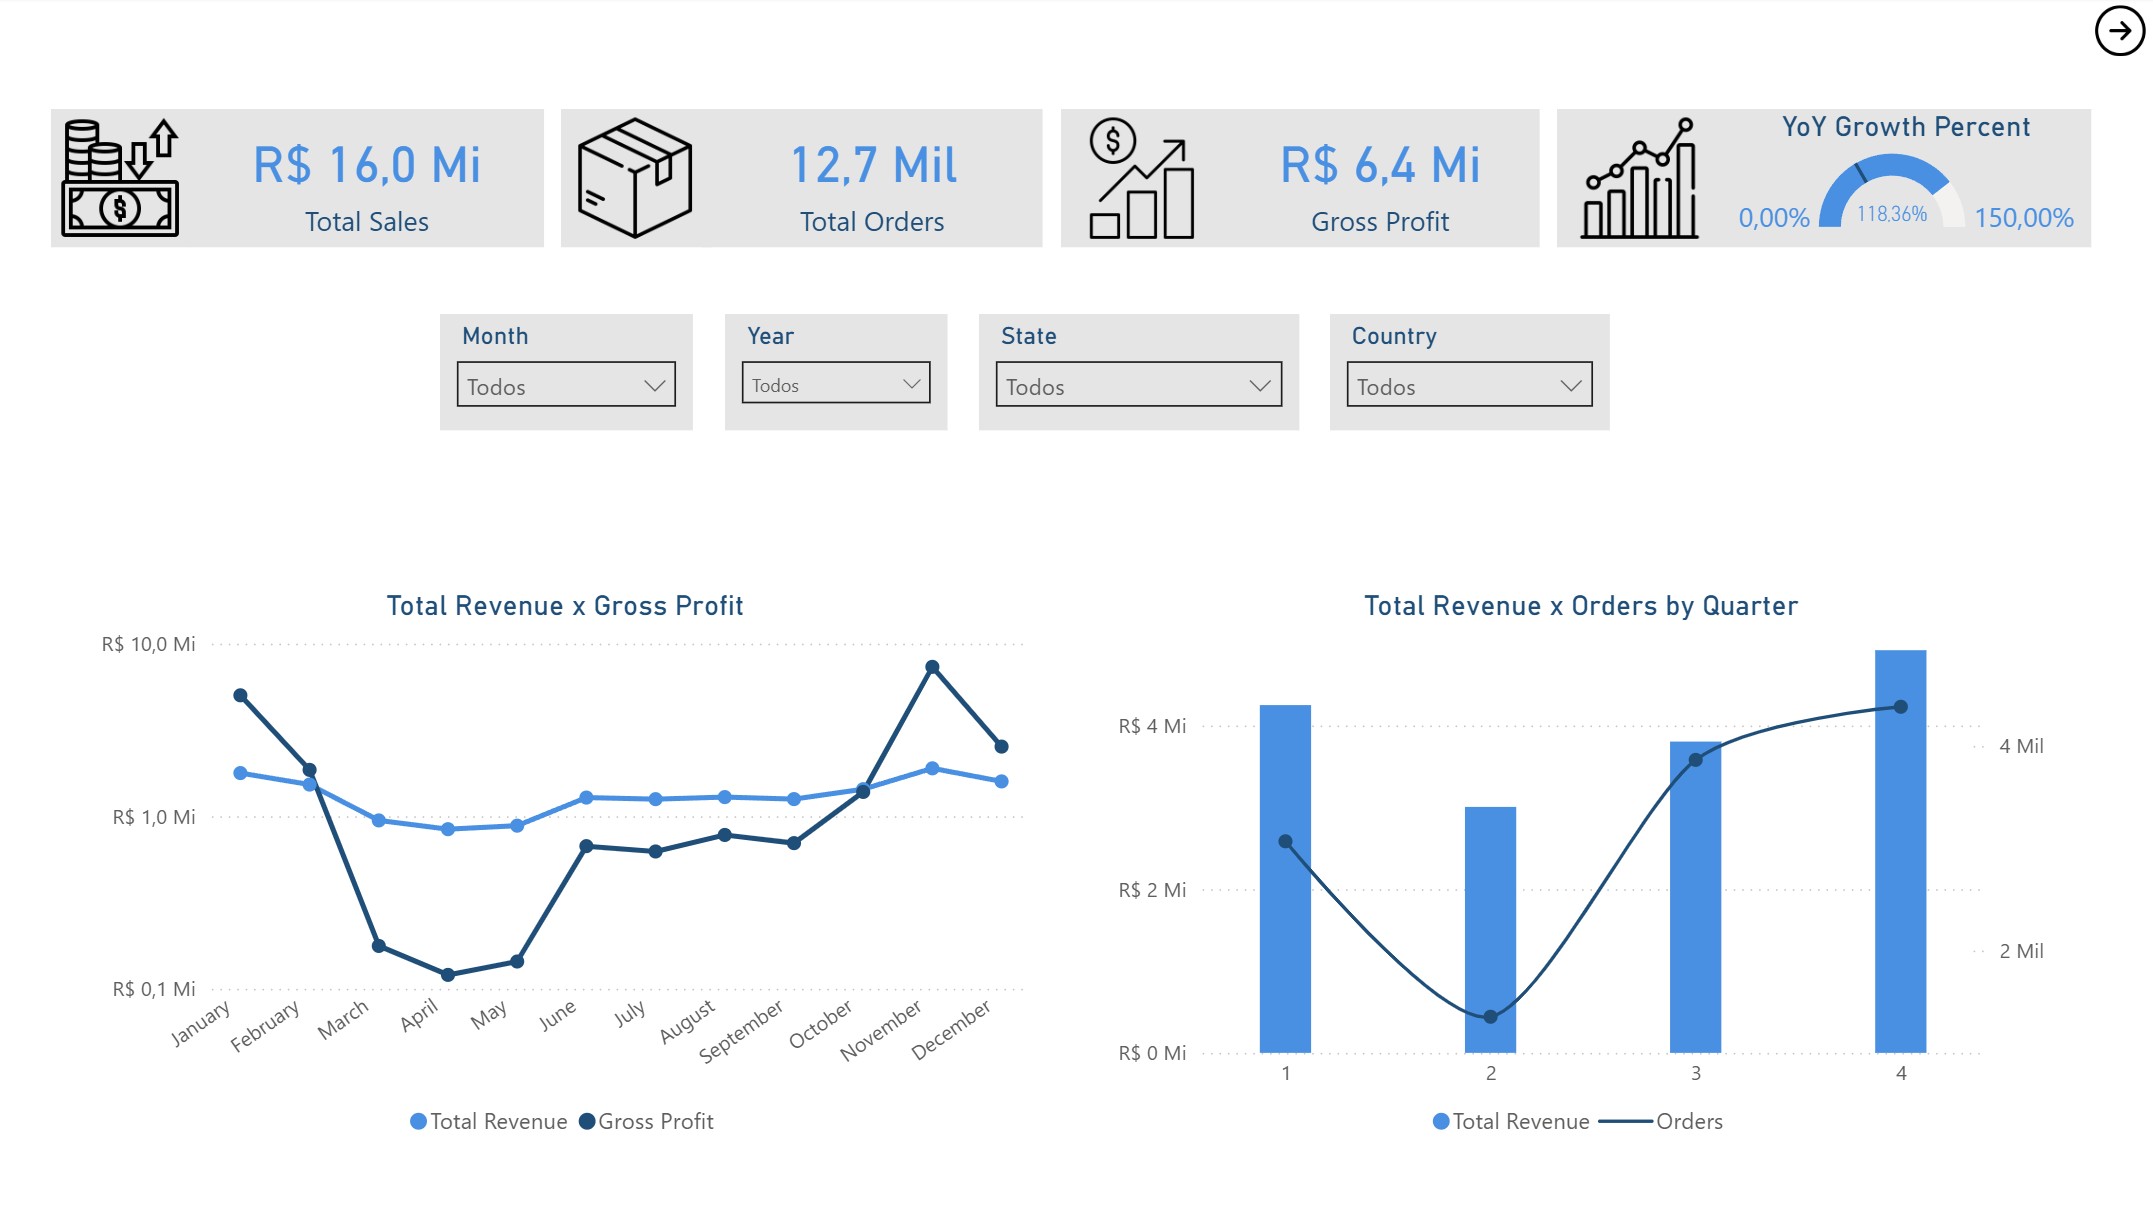 R$ 16,0 Mi
Total Sales
12,7 Mil
Total Orders
R$ 6,4 Mi
Gross Profit
YoY Growth Percent
0,00%
118.36%
150,00%
Month
Todos
Year
Todos
State
Todos
Country
Todos
Total Revenue x Gross Profit
R$ 10,0 Mi
R$ 1,0 Mi
R$ 0,1 Mi
January
February
March
April
May
June
July
August
September
October
November
December
Total Revenue
Gross Profit
Total Revenue x Orders by Quarter
R$ 4 Mi
R$ 2 Mi
R$ 0 Mi
4 Mil
2 Mil
1
2
3
4
Total Revenue
Orders